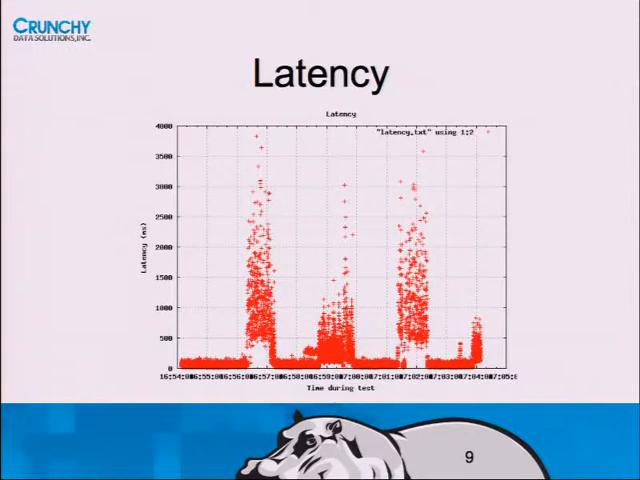 CRUNCHY
DATA SOLUTIONS, INC.
Latency
Latency
"latency.txt" using 1:2
4000
3500
3000
2500
2000
1500
1000
500
0
Latency (ms)
Time during test
9